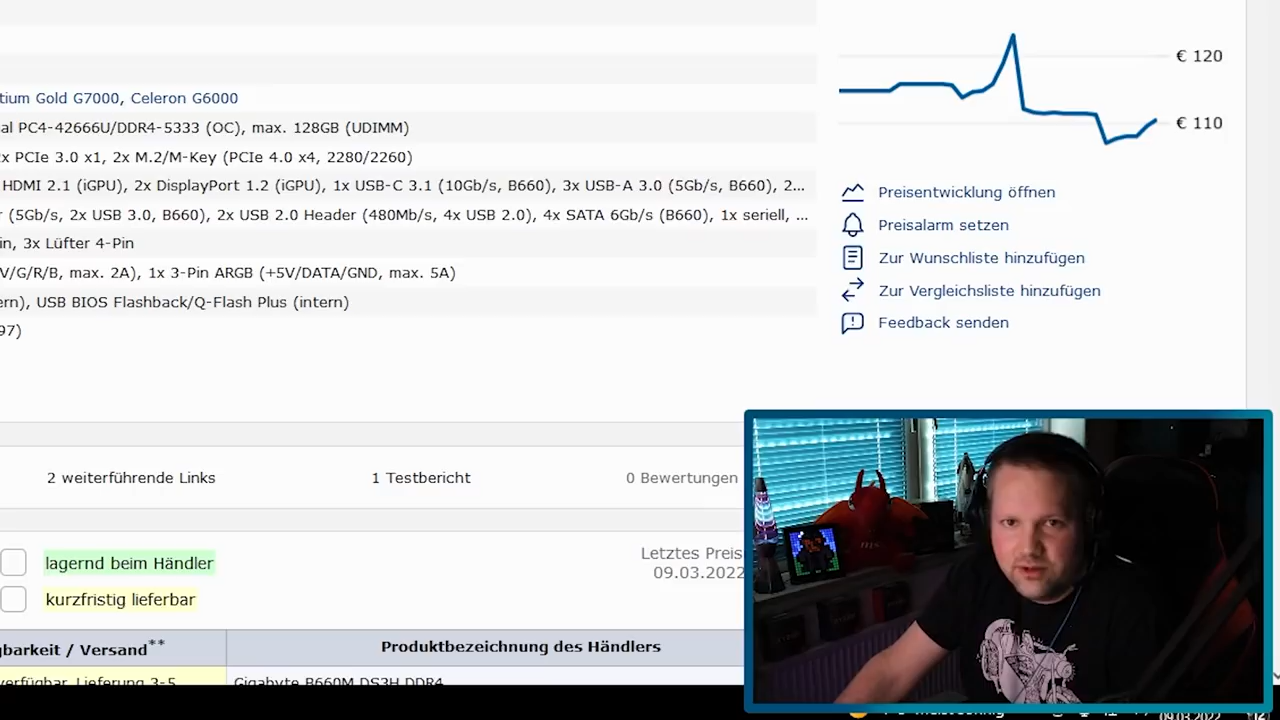 € 120
€ 110
tium Gold G7000, Celeron G6000
al PC4-42666U/DDR4-5333 (OC), max. 128GB (UDIMM)
x PCIe 3.0 x1, 2x M.2/M-Key (PCIe 4.0 x4, 2280/2260)
HDMI 2.1 (iGPU), 2x DisplayPort 1.2 (iGPU), 1x USB-C 3.1 (10Gb/s, B660), 3x USB-A 3.0 (5Gb/s, B660), 2...
(5Gb/s, 2x USB 3.0, B660), 2x USB 2.0 Header (480Mb/s, 4x USB 2.0), 4x SATA 6Gb/s (B660), 1x seriell, ...
in, 3x Lüfter 4-Pin
V/G/R/B, max. 2A), 1x 3-Pin ARGB (+5V/DATA/GND, max. 5A)
ern), USB BIOS Flashback/Q-Flash Plus (intern)
97)
Preisentwicklung öffnen
Preisalarm setzen
Zur Wunschliste hinzufügen
Zur Vergleichsliste hinzufügen
Feedback senden
2 weiterführende Links
1 Testbericht
0 Bewertungen
lagernd beim Händler
kurzfristig lieferbar
Letztes Preis
09.03.2022
gbarkeit / Versand**
Produktbezeichnung des Händlers
verfügbar, Lieferung 3-5
Gigabyte B660M DS3H DDR4
09.03.2022